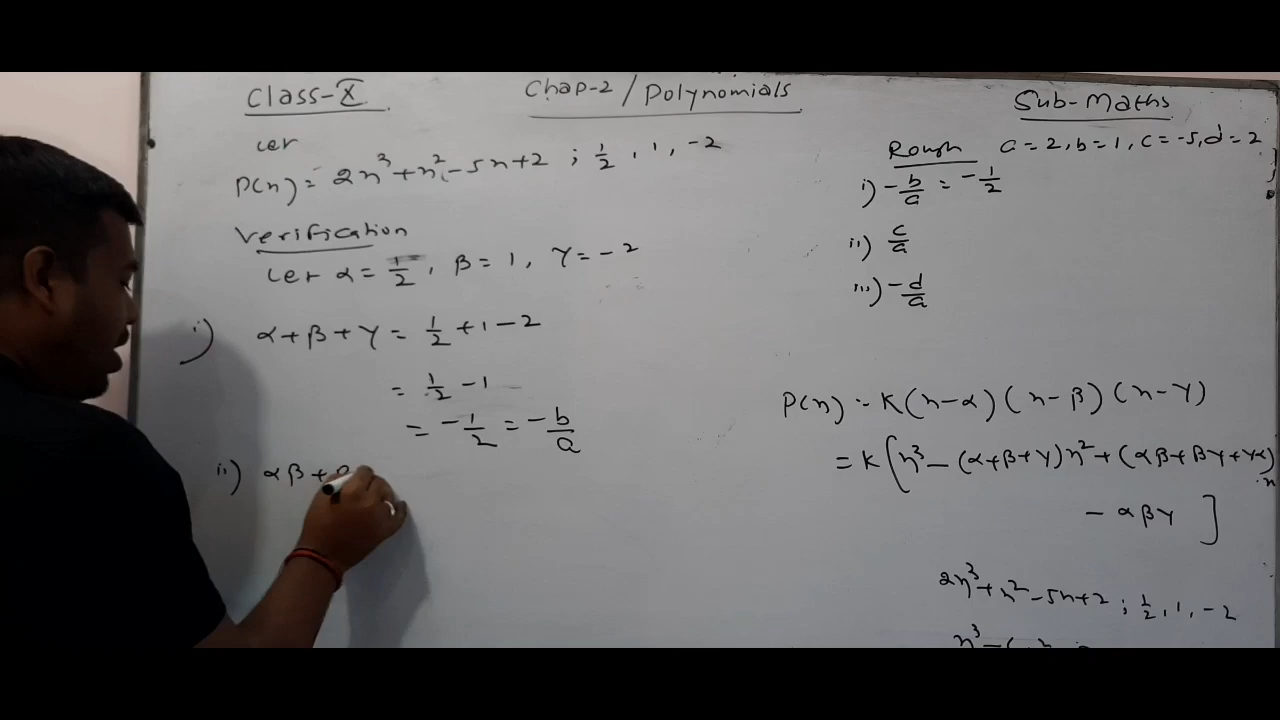 Class-X
Chap-2/Polynomials
Sub-Maths
Let
P(x) = 2x³+x²-5x+2 ; 1/2, 1, -2
Verification
Let α = 1/2, β = 1, γ = -2
i) α+β+γ = 1/2 +1-2
= 1/2 -1
= -1/2 = -b/a
ii) αβ+
Rough a=2, b=1, c=-5, d=2
i) -b/a = -1/2
ii) c/a
iii) -d/a
P(x) = K(x-α)(x-β)(x-γ)
=K[x³-(α+β+γ)x²+(αβ+βγ+γα)x
- αβγ]
2x³+x²-5x+2 ; 1/2, 1, -2